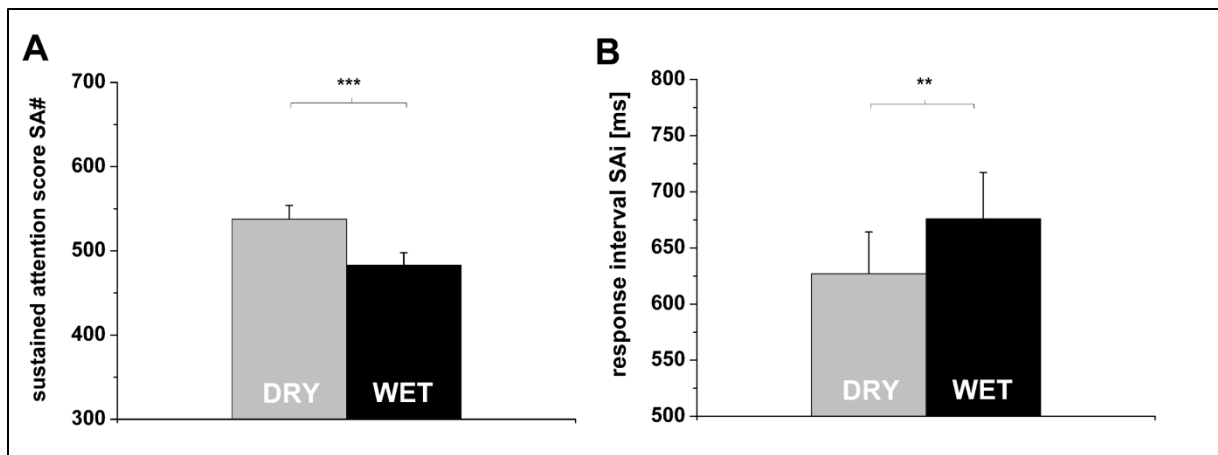 A
sustained attention score SA#
700
600
500
400
300
***
DRY
WET
B
response interval SAi [ms]
800
750
700
650
600
550
500
**
DRY
WET